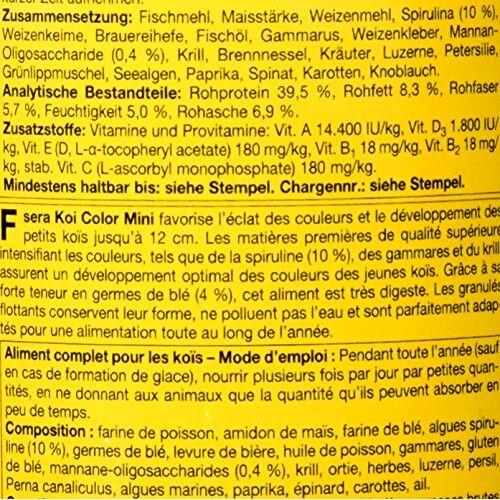 kurzer Zeit aufnehmen.
Zusammensetzung: Fischmehl, Maisstärke, Weizenmehl, Spirulina (10 %),
Weizenkeime, Brauereihefe, Fischöl, Gammarus, Weizenkleber, Mannan-
Oligosaccharide (0,4 %), Krill, Brennnessel, Kräuter, Luzerne, Petersilie,
Grünlippmuschel, Seealgen, Paprika, Spinat, Karotten, Knoblauch.
Analytische Bestandteile: Rohprotein 39,5 %, Rohfett 8,3 %, Rohfaser
5,7 %, Feuchtigkeit 5,0 %, Rohasche 6,9 %.
Zusatzstoffe: Vitamine und Provitamine: Vit. A 14.400 IU/kg, Vit. D3 1.800 IU/
kg, Vit. E (D, L-α-tocopheryl acetate) 180 mg/kg, Vit. B1 18 mg/kg, Vit. B2 18 mg/
kg, stab. Vit. C (L-ascorbyl monophosphate) 180 mg/kg.
Mindestens haltbar bis: siehe Stempel. Chargennr.: siehe Stempel.
F sera Koi Color Mini favorise l'éclat des couleurs et le développement des
petits koïs jusqu'à 12 cm. Les matières premières de qualité supérieure
intensifiant les couleurs, tels que de la spiruline (10 %), des gammares et du krill
assurent un développement optimal des couleurs des jeunes koïs. Grâce à sa
forte teneur en germes de blé (4 %), cet aliment est très digeste. Les granulés
flottants conservent leur forme, ne polluent pas l'eau et sont parfaitement adap-
tés pour une alimentation toute au long de l'année.
Aliment complet pour les koïs – Mode d'emploi : Pendant toute l'année (sauf
en cas de formation de glace), nourrir plusieurs fois par jour par petites quan-
tités, en ne donnant aux animaux que la quantité qu'ils peuvent absorber en
peu de temps.
Composition : farine de poisson, amidon de maïs, farine de blé, algues spiru-
line (10 %), germes de blé, levure de bière, huile de poisson, gammares, gluten
de blé, mannane-oligosaccharides (0,4 %), krill, ortie, herbes, luzerne, persil,
Perna canaliculus, algues marines, paprika, épinard, carottes, ail.